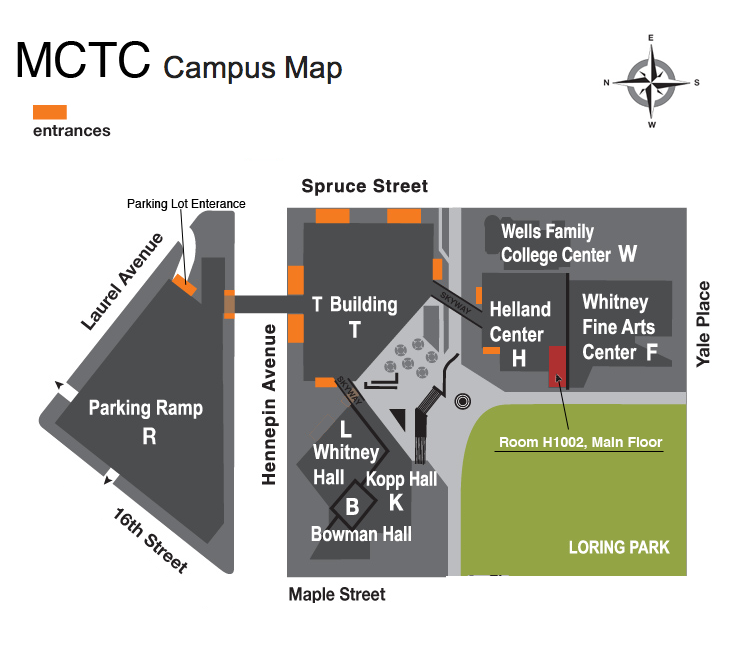 MCTC Campus Map
entrances
E
N
S
W
Spruce Street
Parking Lot Enterance
Laurel Avenue
Wells Family
College Center W
SKYWAY
T Building
T
Helland
Center
H
Whitney
Fine Arts
Center F
Yale Place
Hennepin Avenue
SKYWAY
Parking Ramp
R
L
Whitney
Hall
Kopp Hall
K
B
Bowman Hall
Room H1002, Main Floor
16th Street
LORING PARK
Maple Street